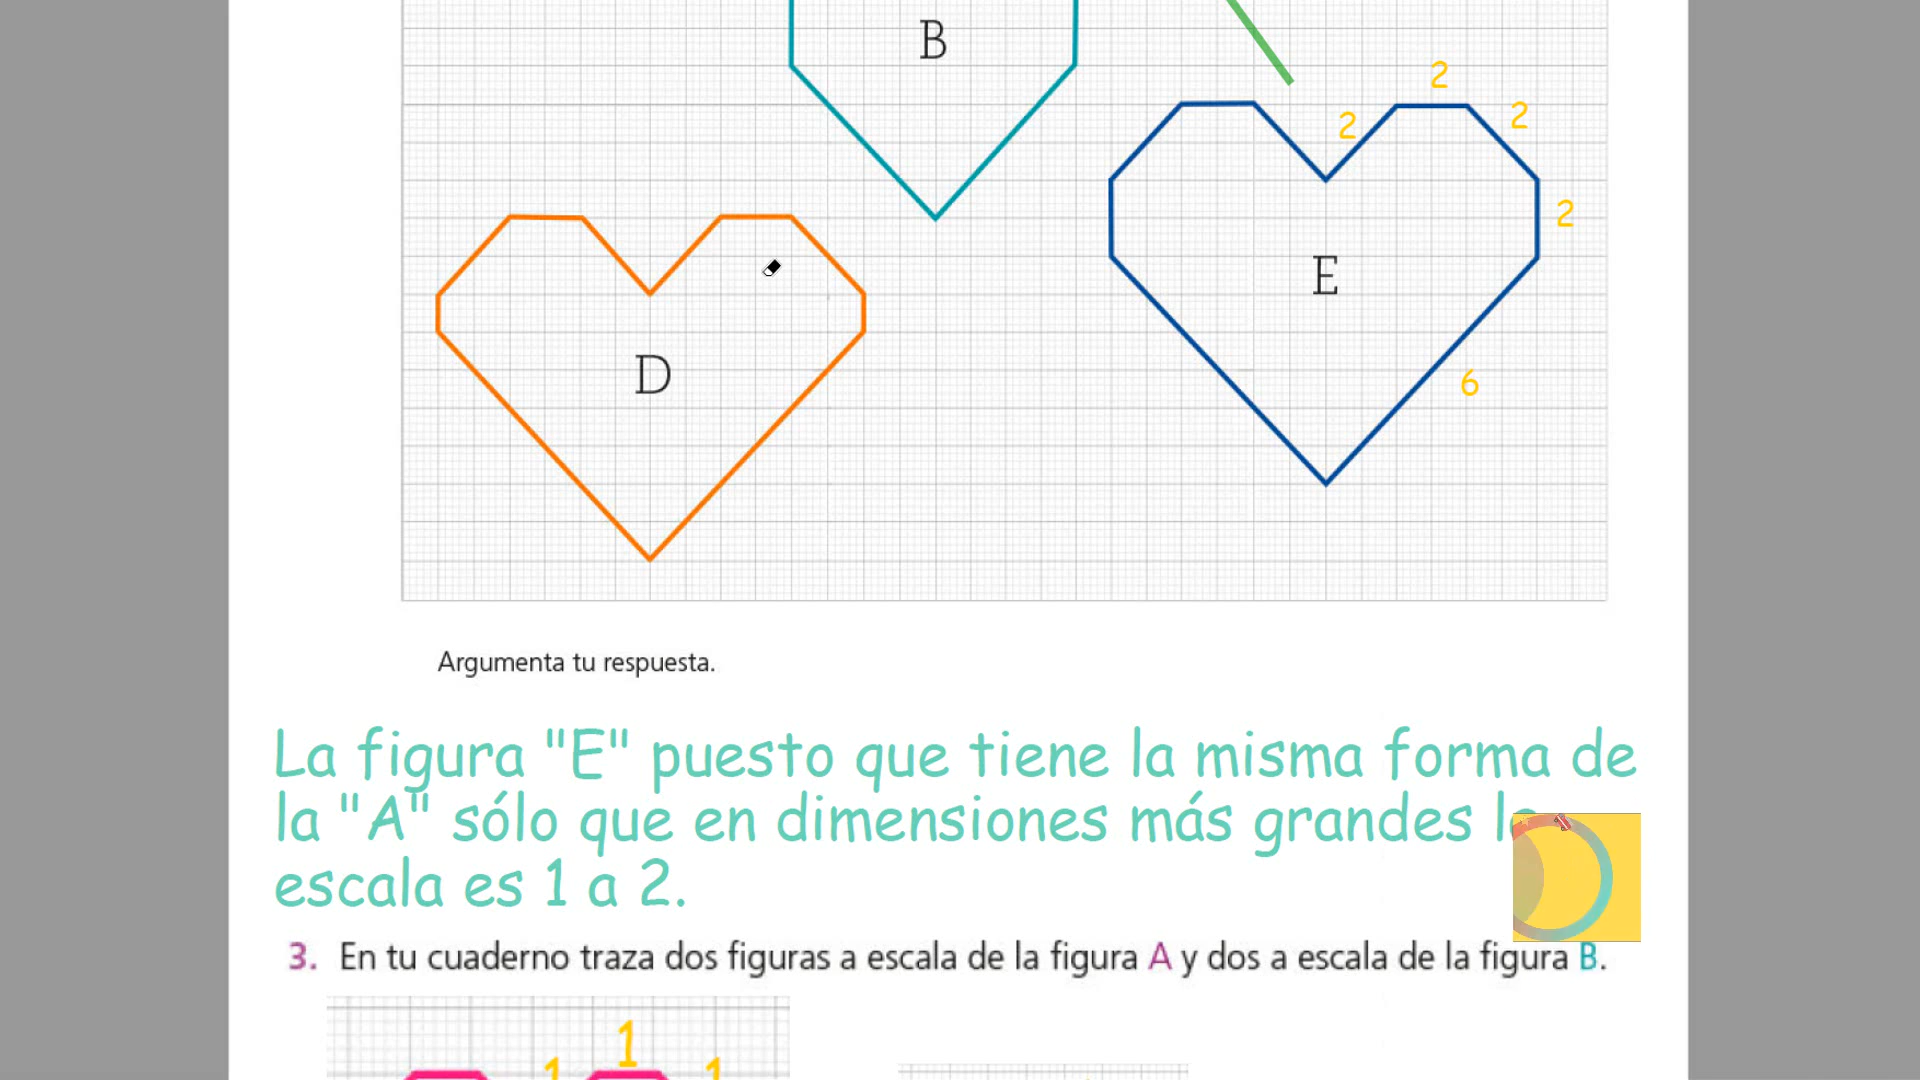 B
2
2
2
2
E
D
6
Argumenta tu respuesta.
La figura "E" puesto que tiene la misma forma de
la "A" sólo que en dimensiones más grandes
escala es 1 a 2.
3. En tu cuaderno traza dos figuras a escala de la figura A y dos a escala de la figura B.
1
1
1